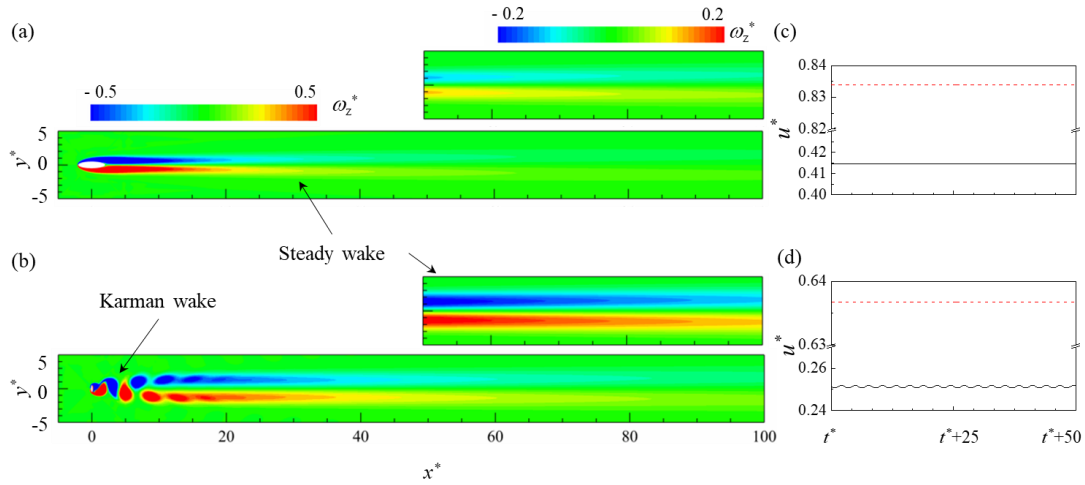 (a)
- 0.2 0.2
ωz*
- 0.5 0.5
ωz*
y*
5
0
-5
Steady wake
(b)
Karman wake
y*
5
0
-5
0 20 40 60 80 100
x*
(c)
u*
0.84
0.83
0.82
0.42
0.41
0.40
(d)
u*
0.64
0.63
0.26
0.24
t* t*+25 t*+50